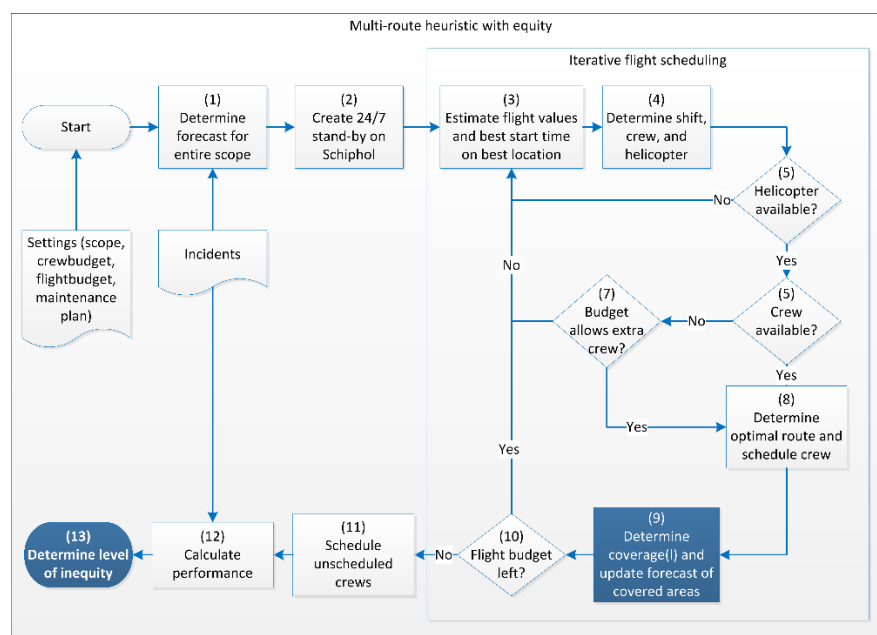 Multi-route heuristic with equity
Iterative flight scheduling
Start
(1)
Determine
forecast for
entire scope
(2)
Create 24/7
stand-by on
Schiphol
(3)
Estimate flight values
and best start time
on best location
(4)
Determine shift,
crew, and
helicopter
(5)
Helicopter
available?
No
Yes
Settings (scope,
crewbudget,
flightbudget,
maintenance
plan)
Incidents
No
(7)
Budget
allows extra
crew?
No
(5)
Crew
available?
Yes
(8)
Determine
optimal route and
schedule crew
Yes
Yes
(13)
Determine level
of inequity
(12)
Calculate
performance
(11)
Schedule
unscheduled
crews
No
(10)
Flight budget
left?
(9)
Determine
coverage(l) and
update forecast of
covered areas